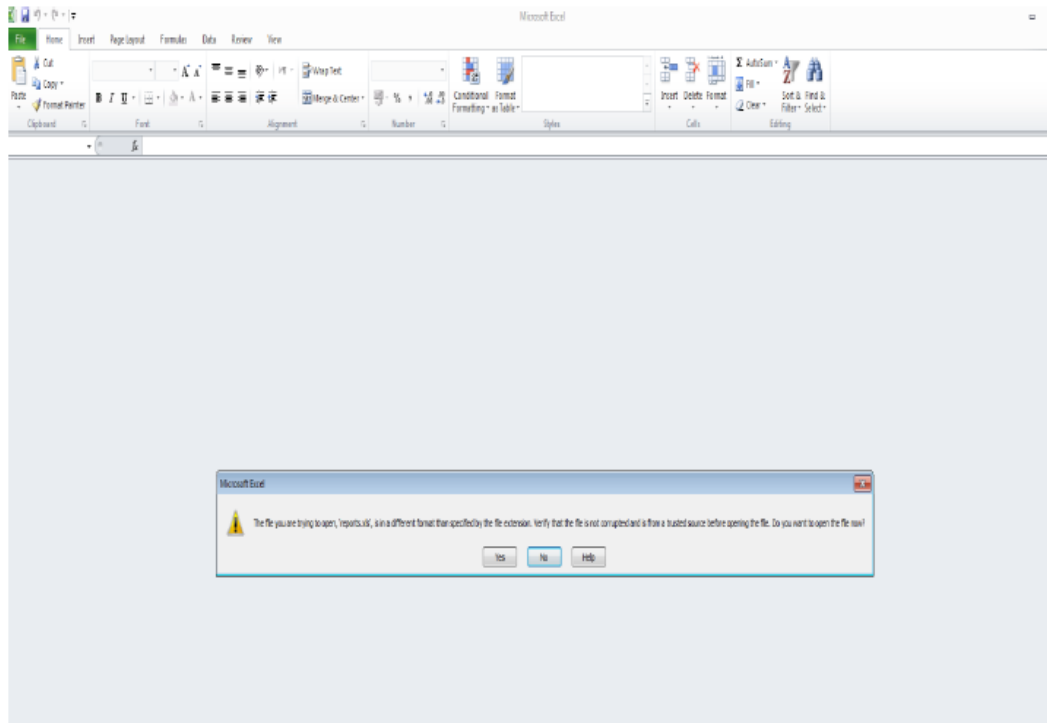 Microsoft Excel
File Home Insert Page Layout Formulas Data Review View
Cut
Copy
Paste
Format Painter
Clipboard
B I U
A A
Font
Wrap Text
Merge & Center
Alignment
%
Number
Conditional Formatting
Format as Table
Styles
Insert Delete Format
Cells
Σ AutoSum
Fill
Clear
Sort & Filter
Find & Select
Editing
fx
Microsoft Excel
The file you are trying to open, 'reports.xls', is in a different format than specified by the file extension. Verify that the file is not corrupted and is from a trusted source before opening the file. Do you want to open the file now?
Yes No Help